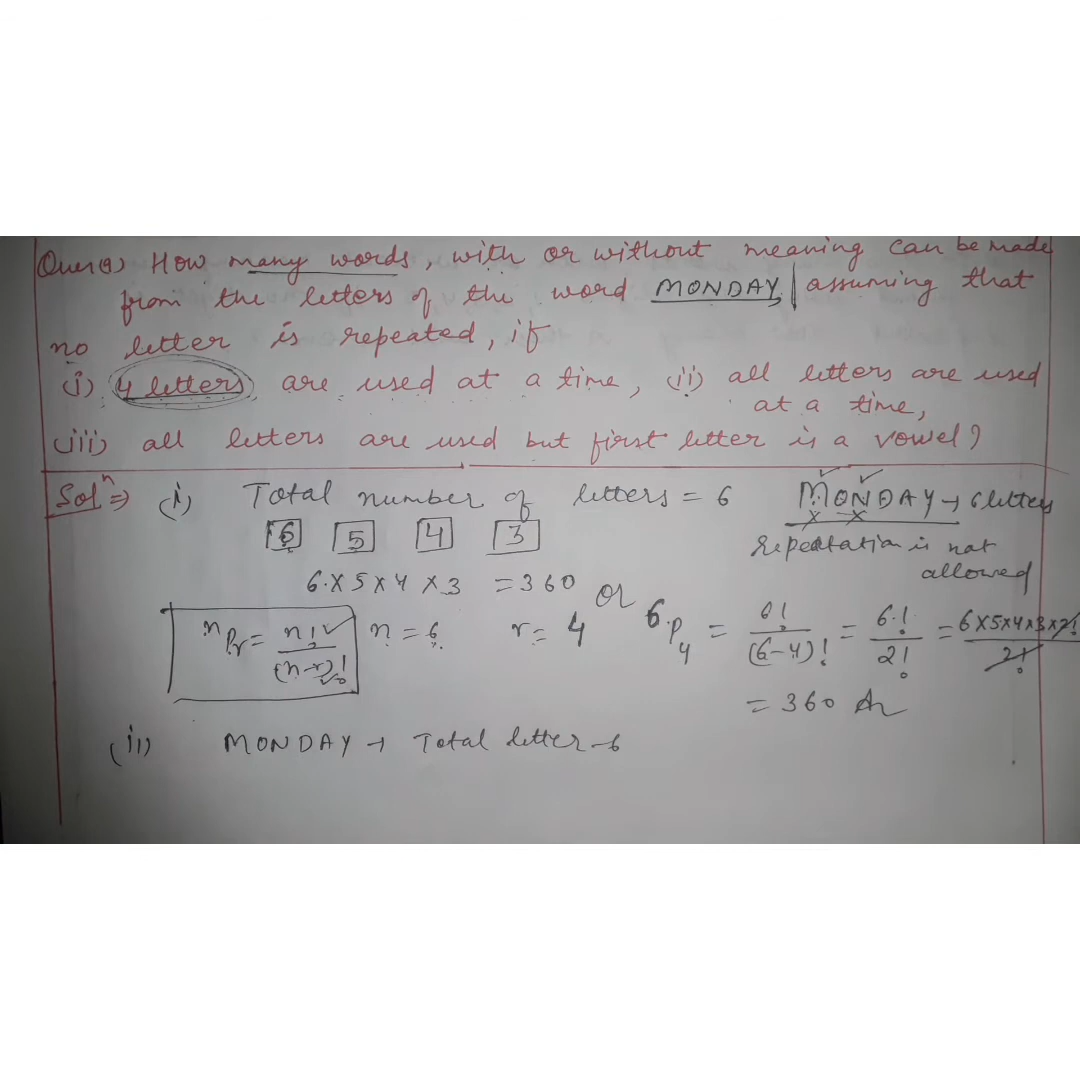 Ques(9) How many words, with or without meaning can be made
from the letters of the word MONDAY, assuming that
no letter is repeated, if
(i) 4 letters are used at a time, (ii) all letters are used
at a time,
(iii) all letters are used but first letter is a vowel?
Solⁿ ⇒ (i) Total number of letters = 6 MONDAY → 6 letters
6 5 4 3 Repeatation is not
allowed
6 × 5 × 4 × 3 = 360 or
ⁿPr = n!/(n-r)! n = 6 r = 4 6P4 = 6!/(6-4)! = 6!/2! = 6×5×4×3×2!/2!
= 360 Ans
(ii) MONDAY → Total letter → 6